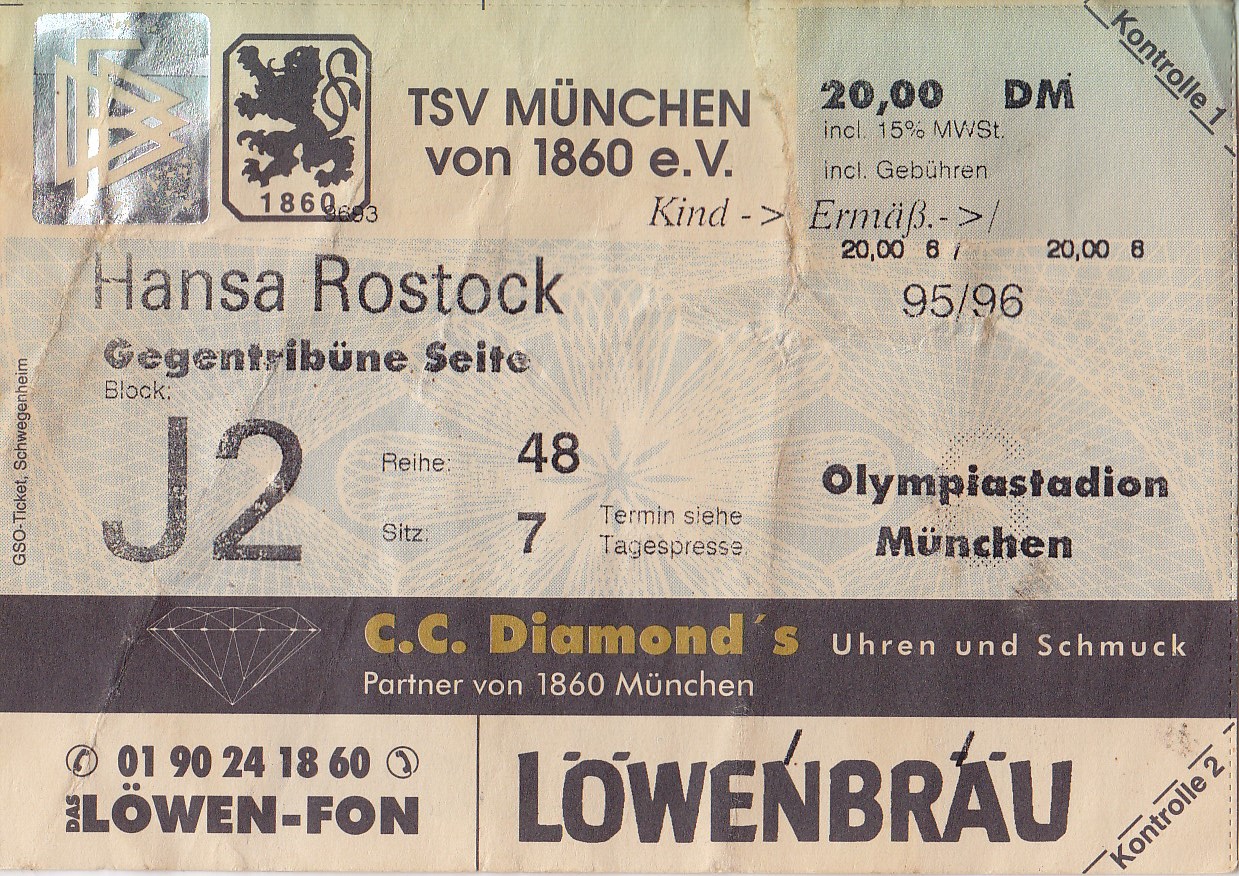 TSV MÜNCHEN
von 1860 e.V.
1860
3693
20,00 DM
incl. 15% MWSt.
incl. Gebühren
Kontrolle 1
Kind -> Ermäß.->/
20,00 6 / 20,00 8
Hansa Rostock
95/96
Gegentribüne Seite
Block:
J2
Reihe: 48
Sitz: 7
Termin siehe
Tagespresse.
Olympiastadion
München
GSO-Ticket, Schwegenheim
C.C. Diamond´s Uhren und Schmuck
Partner von 1860 München
01 90 24 18 60
DAS LÖWEN-FON
LÖWENBRÄU
Kontrolle 2